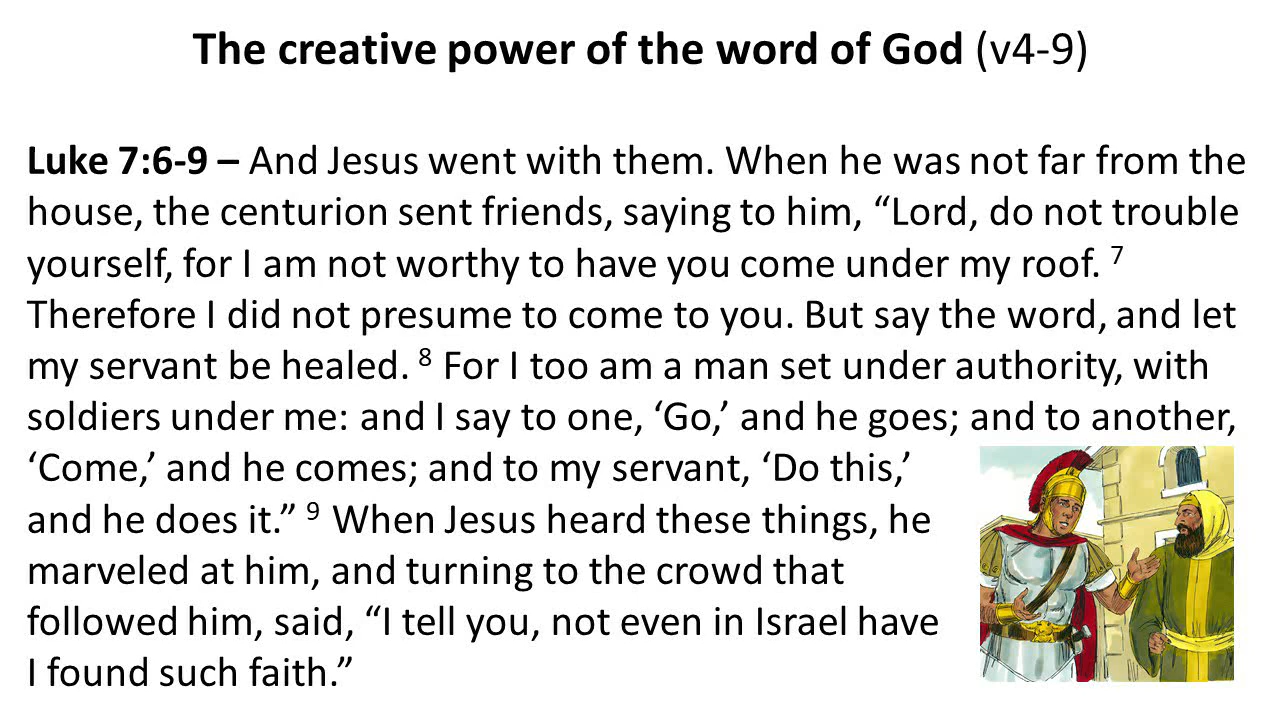 The creative power of the word of God (v4-9)
Luke 7:6-9 – And Jesus went with them. When he was not far from the
house, the centurion sent friends, saying to him, “Lord, do not trouble
yourself, for I am not worthy to have you come under my roof. 7
Therefore I did not presume to come to you. But say the word, and let
my servant be healed. 8 For I too am a man set under authority, with
soldiers under me: and I say to one, ‘Go,’ and he goes; and to another,
‘Come,’ and he comes; and to my servant, ‘Do this,’
and he does it.” 9 When Jesus heard these things, he
marveled at him, and turning to the crowd that
followed him, said, “I tell you, not even in Israel have
I found such faith.”